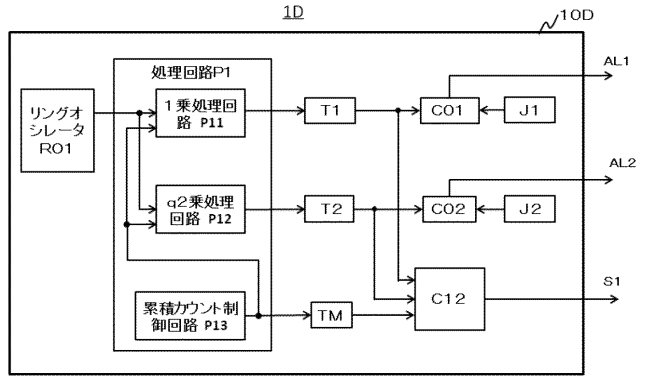 1D
10D
処理回路P1
AL1
リングオ
シレータ
RO1
1乗処理回
路 P11
T1
CO1
J1
AL2
q2乗処理
回路 P12
T2
CO2
J2
S1
C12
累積カウント制
御回路 P13
TM